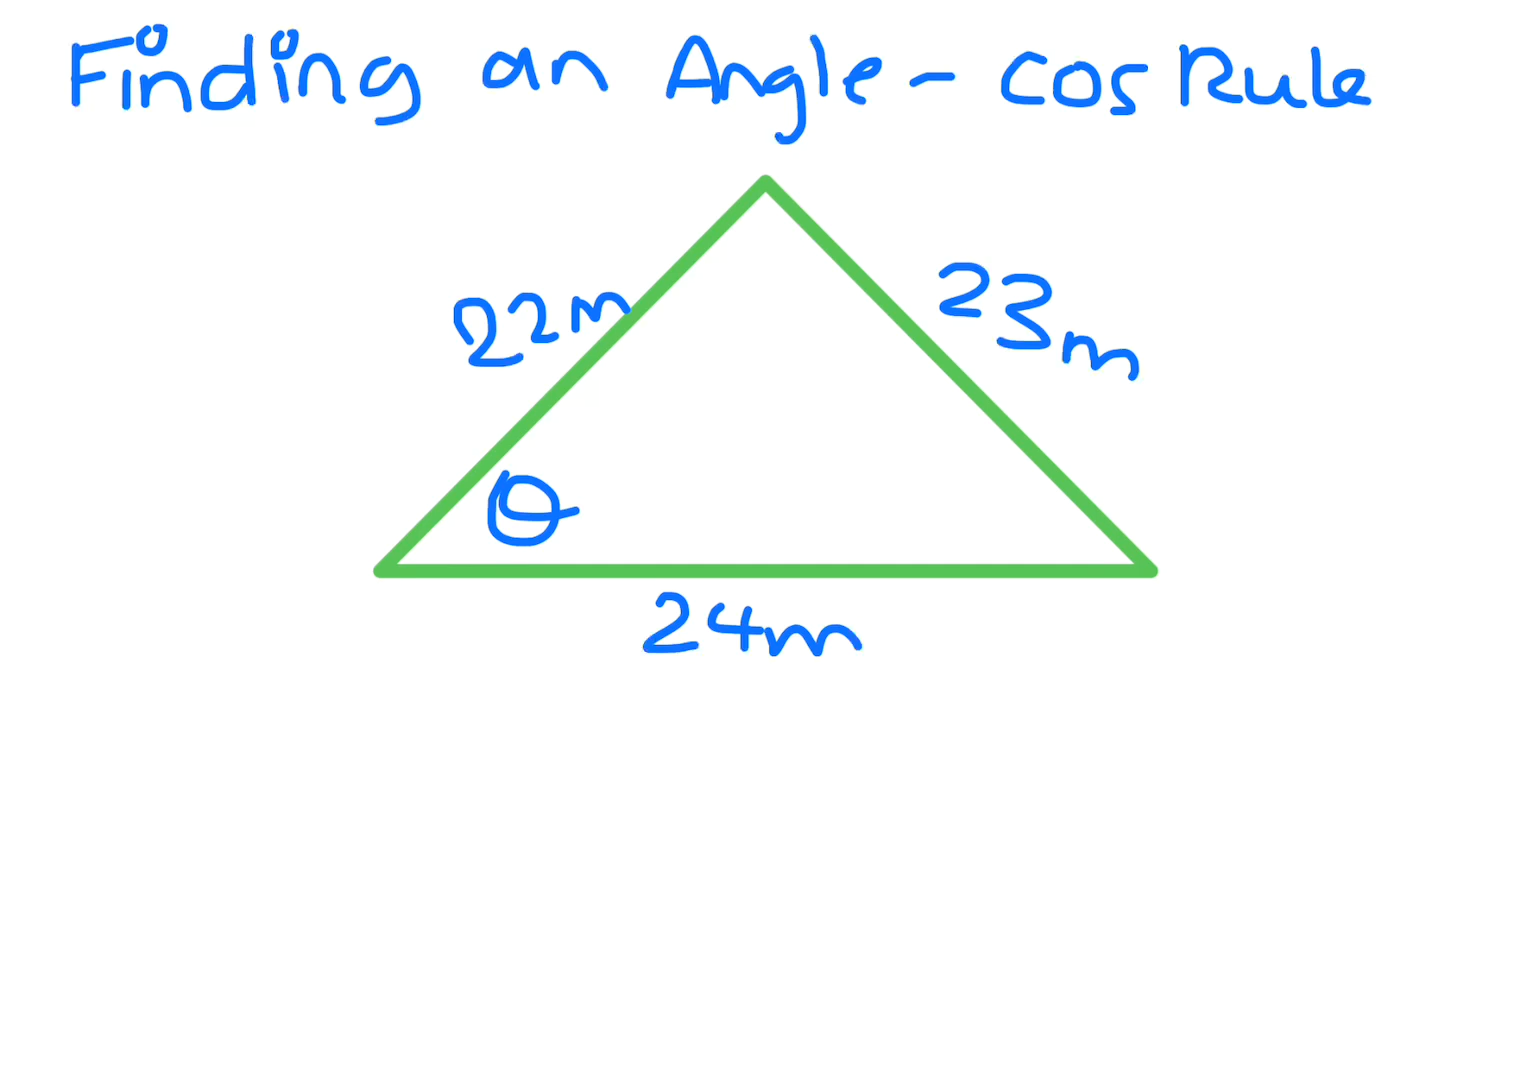 Finding an Angle - cos Rule
22m
23m
θ
24m